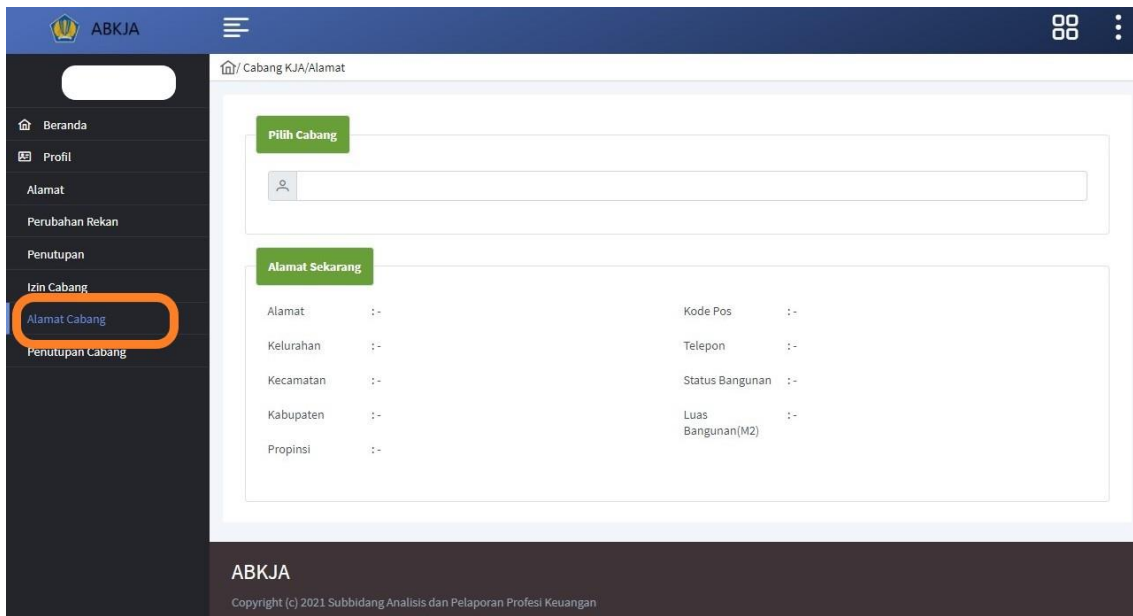 ABKJA
/ Cabang KJA/Alamat
Beranda
Profil
Alamat
Perubahan Rekan
Penutupan
Izin Cabang
Alamat Cabang
Penutupan Cabang
Pilih Cabang
Alamat Sekarang
Alamat : -
Kelurahan : -
Kecamatan : -
Kabupaten : -
Propinsi : -
Kode Pos : -
Telepon : -
Status Bangunan : -
Luas : -
Bangunan(M2)
ABKJA
Copyright (c) 2021 Subbidang Analisis dan Pelaporan Profesi Keuangan